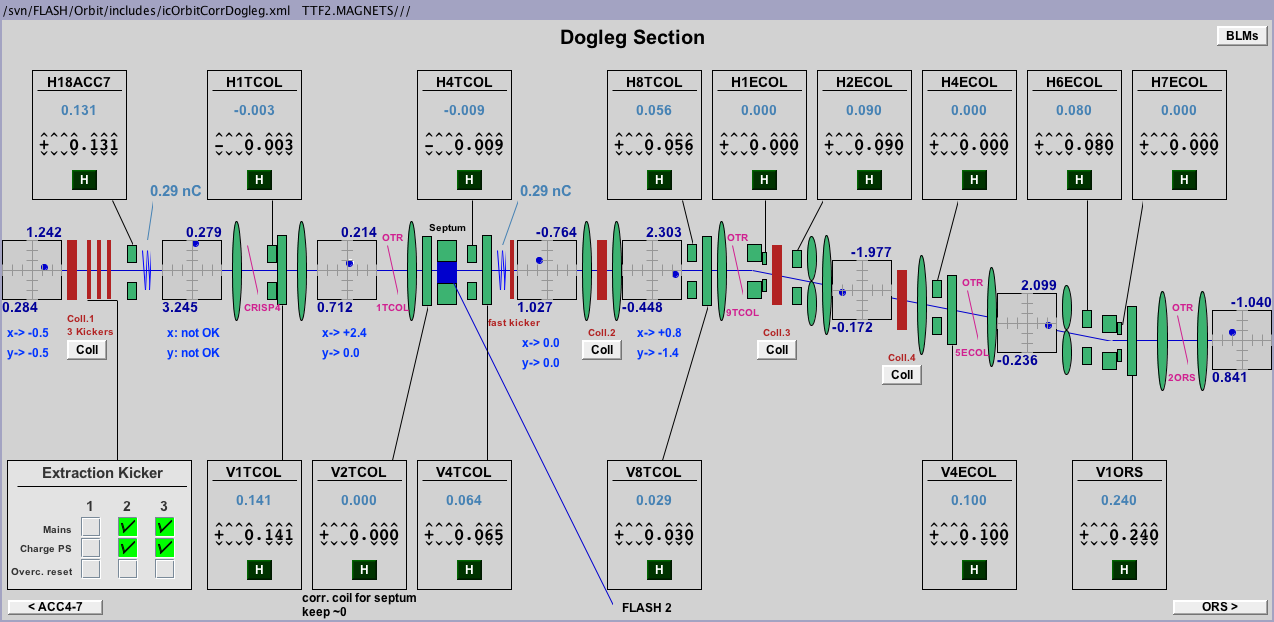 /svn/FLASH/Orbit/includes/icOrbitCorrDogleg.xml TTF2.MAGNETS///
Dogleg Section
BLMs
H18ACC7
0.131
+ 0.131
H
H1TCOL
-0.003
- 0.003
H
H4TCOL
-0.009
- 0.009
H
H8TCOL
0.056
+ 0.056
H
H1ECOL
0.000
+ 0.000
H
H2ECOL
0.090
+ 0.090
H
H4ECOL
0.000
+ 0.000
H
H6ECOL
0.080
+ 0.080
H
H7ECOL
0.000
+ 0.000
H
0.29 nC
0.29 nC
1.242
0.284
x-> -0.5
y-> -0.5
Coll.1
3 Kickers
Coll
0.279
3.245
x: not OK
y: not OK
CRISP4
0.214
0.712
x-> +2.4
y-> 0.0
OTR
1TCOL
Septum
fast kicker
-0.764
1.027
x-> 0.0
y-> 0.0
Coll.2
Coll
2.303
-0.448
x-> +0.8
y-> -1.4
OTR
9TCOL
Coll.3
Coll
-1.977
-0.172
Coll.4
Coll
OTR
5ECOL
2.099
-0.236
OTR
2ORS
-1.040
0.841
Extraction Kicker
1 2 3
Mains
Charge PS
Overc. reset
< ACC4-7
V1TCOL
0.141
+ 0.141
H
V2TCOL
0.000
+ 0.000
H
corr. coil for septum
keep ~0
V4TCOL
0.064
+ 0.065
H
FLASH 2
V8TCOL
0.029
+ 0.030
H
V4ECOL
0.100
+ 0.100
H
V1ORS
0.240
+ 0.240
H
ORS >